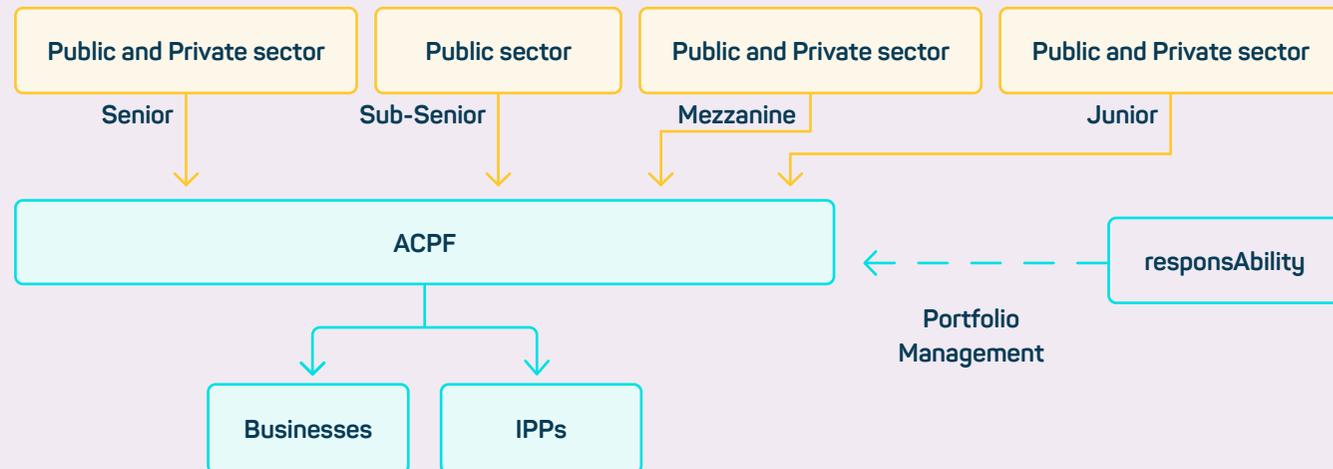 Public and Private sector
Public sector
Public and Private sector
Public and Private sector
Senior
Sub-Senior
Mezzanine
Junior
ACPF
responsAbility
Portfolio
Management
Businesses
IPPs